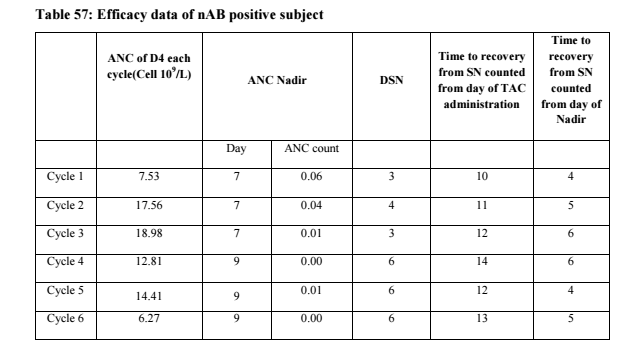 Table 57: Efficacy data of nAB positive subject
ANC of D4 each cycle(Cell 10⁹/L) ANC Nadir DSN Time to recovery from SN counted from day of TAC administration Time to recovery from SN counted from day of Nadir
Day ANC count
Cycle 1 7.53 7 0.06 3 10 4
Cycle 2 17.56 7 0.04 4 11 5
Cycle 3 18.98 7 0.01 3 12 6
Cycle 4 12.81 9 0.00 6 14 6
Cycle 5 14.41 9 0.01 6 12 4
Cycle 6 6.27 9 0.00 6 13 5